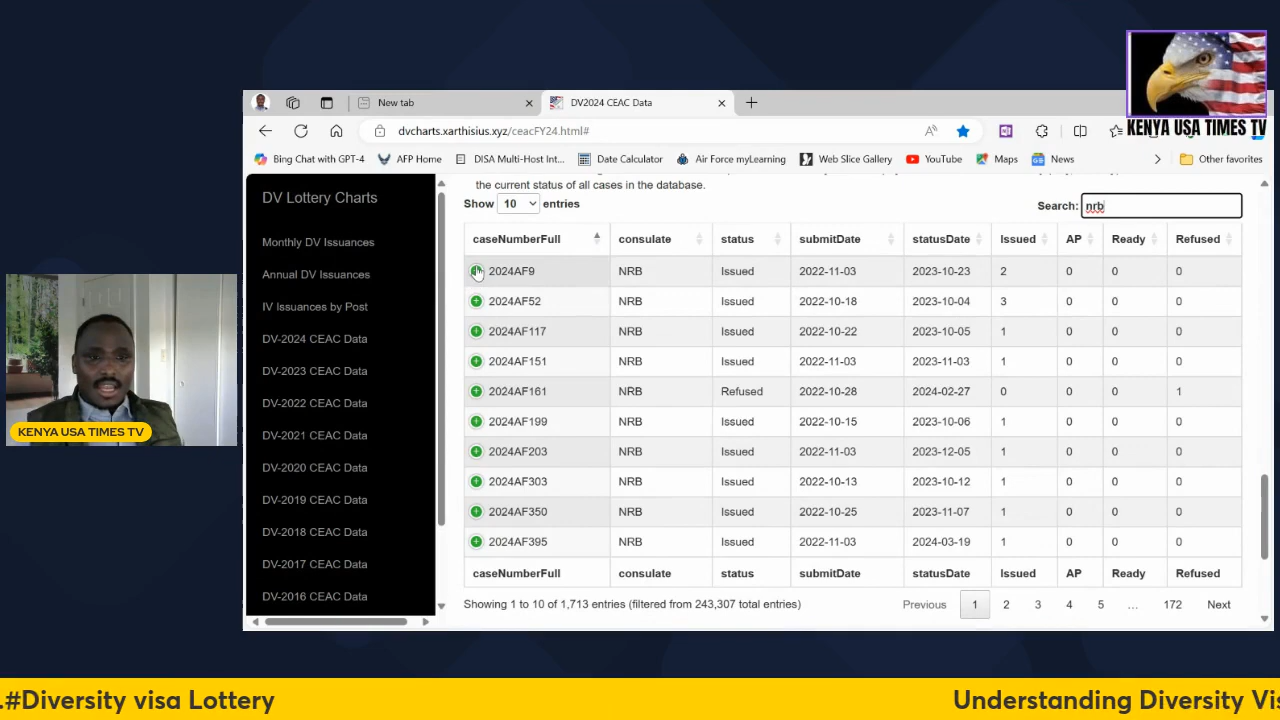 KENYA USA TIMES TV
New tab
DV2024 CEAC Data
dvcharts.xarthisius.xyz/ceacFY24.html#
Bing Chat with GPT-4 AFP Home DISA Multi-Host Int... Date Calculator Air Force myLearning Web Slice Gallery YouTube Maps News Other favorites
DV Lottery Charts
Monthly DV Issuances
Annual DV Issuances
IV Issuances by Post
DV-2024 CEAC Data
DV-2023 CEAC Data
DV-2022 CEAC Data
DV-2021 CEAC Data
DV-2020 CEAC Data
DV-2019 CEAC Data
DV-2018 CEAC Data
DV-2017 CEAC Data
DV-2016 CEAC Data
the current status of all cases in the database.
Show 10 entries Search: nrb
caseNumberFull consulate status submitDate statusDate Issued AP Ready Refused
2024AF9 NRB Issued 2022-11-03 2023-10-23 2 0 0 0
2024AF52 NRB Issued 2022-10-18 2023-10-04 3 0 0 0
2024AF117 NRB Issued 2022-10-22 2023-10-05 1 0 0 0
2024AF151 NRB Issued 2022-11-03 2023-11-03 1 0 0 0
2024AF161 NRB Refused 2022-10-28 2024-02-27 0 0 0 1
2024AF199 NRB Issued 2022-10-15 2023-10-06 1 0 0 0
2024AF203 NRB Issued 2022-11-03 2023-12-05 1 0 0 0
2024AF303 NRB Issued 2022-10-13 2023-10-12 1 0 0 0
2024AF350 NRB Issued 2022-10-25 2023-11-07 1 0 0 0
2024AF395 NRB Issued 2022-11-03 2024-03-19 1 0 0 0
caseNumberFull consulate status submitDate statusDate Issued AP Ready Refused
Showing 1 to 10 of 1,713 entries (filtered from 243,307 total entries) Previous 1 2 3 4 5 ... 172 Next
KENYA USA TIMES TV
.#Diversity visa Lottery Understanding Diversity Vis